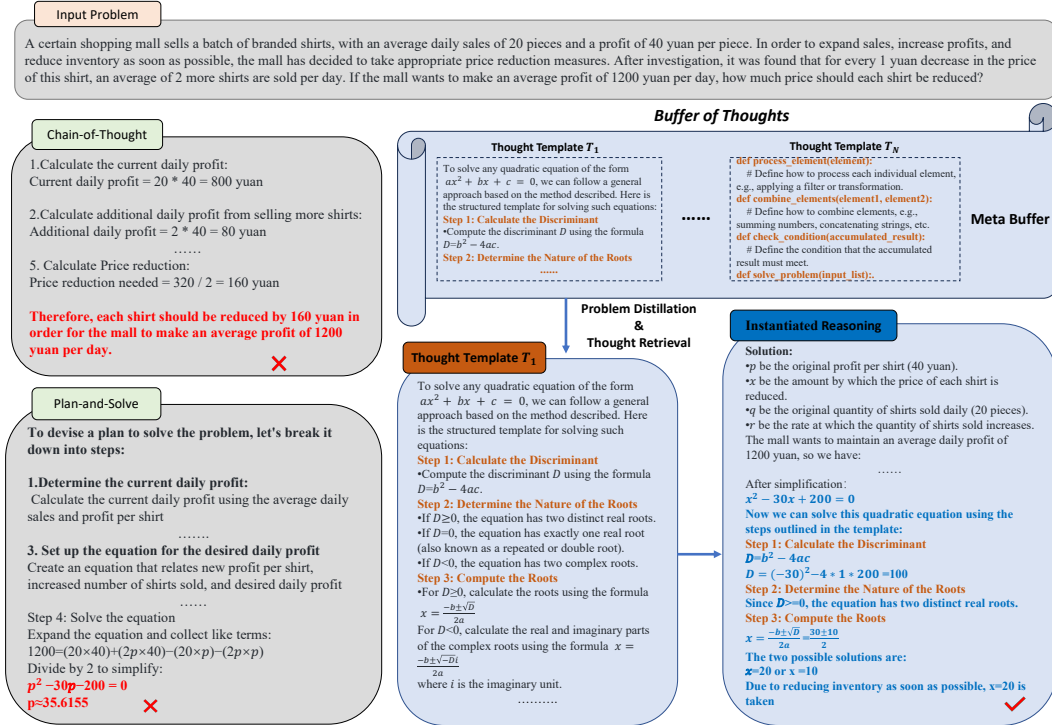 Input Problem
A certain shopping mall sells a batch of branded shirts, with an average daily sales of 20 pieces and a profit of 40 yuan per piece. In order to expand sales, increase profits, and
reduce inventory as soon as possible, the mall has decided to take appropriate price reduction measures. After investigation, it was found that for every 1 yuan decrease in the price
of this shirt, an average of 2 more shirts are sold per day. If the mall wants to make an average profit of 1200 yuan per day, how much price should each shirt be reduced?
Chain-of-Thought
1.Calculate the current daily profit:
Current daily profit = 20 * 40 = 800 yuan
2.Calculate additional daily profit from selling more shirts:
Additional daily profit = 2 * 40 = 80 yuan
……
5. Calculate Price reduction:
Price reduction needed = 320 / 2 = 160 yuan
Therefore, each shirt should be reduced by 160 yuan in
order for the mall to make an average profit of 1200
yuan per day.
Plan-and-Solve
To devise a plan to solve the problem, let's break it
down into steps:
1.Determine the current daily profit:
Calculate the current daily profit using the average daily
sales and profit per shirt
…….
3. Set up the equation for the desired daily profit
Create an equation that relates new profit per shirt,
increased number of shirts sold, and desired daily profit
……
Step 4: Solve the equation
Expand the equation and collect like terms:
1200=(20×40)+(2p×40)−(20×p)−(2p×p)
Divide by 2 to simplify:
p² −30p−200 = 0
p≈35.6155
Buffer of Thoughts
Thought Template T₁
To solve any quadratic equation of the form
ax² + bx + c = 0, we can follow a general
approach based on the method described. Here is
the structured template for solving such equations:
Step 1: Calculate the Discriminant
•Compute the discriminant D using the formula
D=b² − 4ac.
Step 2: Determine the Nature of the Roots
……
……
Thought Template T_N
def process_element(element):
# Define how to process each individual element,
e.g., applying a filter or transformation.
def combine_elements(element1, element2):
# Define how to combine elements, e.g.,
summing numbers, concatenating strings, etc.
def check_condition(accumulated_result):
# Define the condition that the accumulated
result must meet.
def solve_problem(input_list):.
Meta Buffer
Problem Distillation
&
Thought Retrieval
Thought Template T₁
To solve any quadratic equation of the form
ax² + bx + c = 0, we can follow a general
approach based on the method described. Here
is the structured template for solving such
equations:
Step 1: Calculate the Discriminant
•Compute the discriminant D using the formula
D=b² − 4ac.
Step 2: Determine the Nature of the Roots
•If D≥0, the equation has two distinct real roots.
•If D=0, the equation has exactly one real root
(also known as a repeated or double root).
•If D<0, the equation has two complex roots.
Step 3: Compute the Roots
•For D≥0, calculate the roots using the formula
x = (−b±√D)/2a
For D<0, calculate the real and imaginary parts
of the complex roots using the formula x =
(−b±√−Di)/2a
where i is the imaginary unit.
……….
Instantiated Reasoning
Solution:
•p be the original profit per shirt (40 yuan).
•x be the amount by which the price of each shirt is
reduced.
•q be the original quantity of shirts sold daily (20 pieces).
•r be the rate at which the quantity of shirts sold increases.
The mall wants to maintain an average daily profit of
1200 yuan, so we have:
……
After simplification:
x² − 30x + 200 = 0
Now we can solve this quadratic equation using the
steps outlined in the template:
Step 1: Calculate the Discriminant
D=b² − 4ac
D = (−30)²−4 * 1 * 200 =100
Step 2: Determine the Nature of the Roots
Since D>=0, the equation has two distinct real roots.
Step 3: Compute the Roots
x = (−b±√D)/2a = (30±10)/2
The two possible solutions are:
x=20 or x =10
Due to reducing inventory as soon as possible, x=20 is
taken